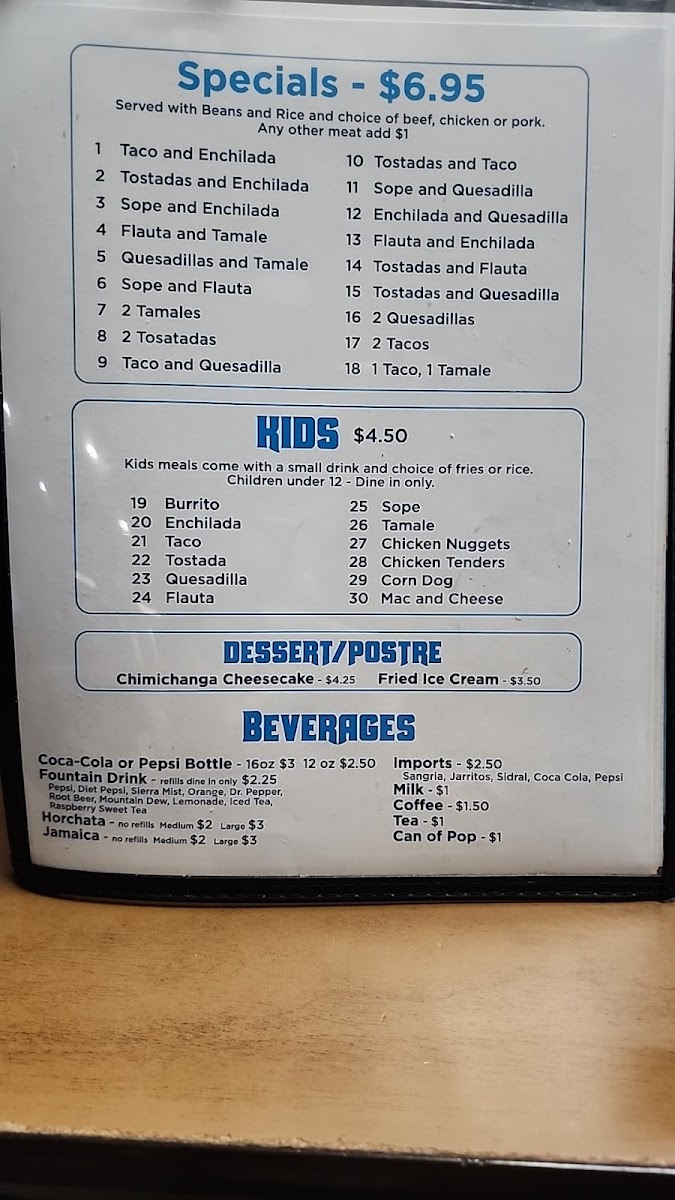 Specials - $6.95
Served with Beans and Rice and choice of beef, chicken or pork.
Any other meat add $1
1 Taco and Enchilada
2 Tostadas and Enchilada
3 Sope and Enchilada
4 Flauta and Tamale
5 Quesadillas and Tamale
6 Sope and Flauta
7 2 Tamales
8 2 Tosatadas
9 Taco and Quesadilla
10 Tostadas and Taco
11 Sope and Quesadilla
12 Enchilada and Quesadilla
13 Flauta and Enchilada
14 Tostadas and Flauta
15 Tostadas and Quesadilla
16 2 Quesadillas
17 2 Tacos
18 1 Taco, 1 Tamale
KIDS $4.50
Kids meals come with a small drink and choice of fries or rice.
Children under 12 - Dine in only.
19 Burrito
20 Enchilada
21 Taco
22 Tostada
23 Quesadilla
24 Flauta
25 Sope
26 Tamale
27 Chicken Nuggets
28 Chicken Tenders
29 Corn Dog
30 Mac and Cheese
DESSERT/POSTRE
Chimichanga Cheesecake - $4.25 Fried Ice Cream - $3.50
BEVERAGES
Coca-Cola or Pepsi Bottle - 16oz $3 12 oz $2.50
Fountain Drink - refills dine in only $2.25
Pepsi, Diet Pepsi, Sierra Mist, Orange, Dr. Pepper,
Root Beer, Mountain Dew, Lemonade, Iced Tea,
Raspberry Sweet Tea
Horchata - no refills Medium $2 Large $3
Jamaica - no refills Medium $2 Large $3
Imports - $2.50
Sangria, Jarritos, Sidral, Coca Cola, Pepsi
Milk - $1
Coffee - $1.50
Tea - $1
Can of Pop - $1